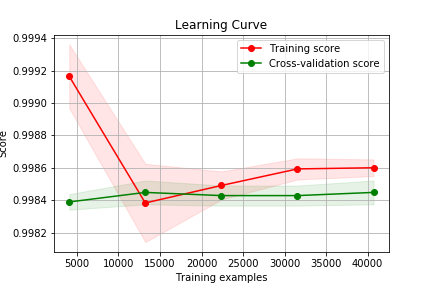 Learning Curve
Training score
Cross-validation score
0.9994
0.9992
0.9990
0.9988
0.9986
0.9984
0.9982
Score
5000 10000 15000 20000 25000 30000 35000 40000
Training examples